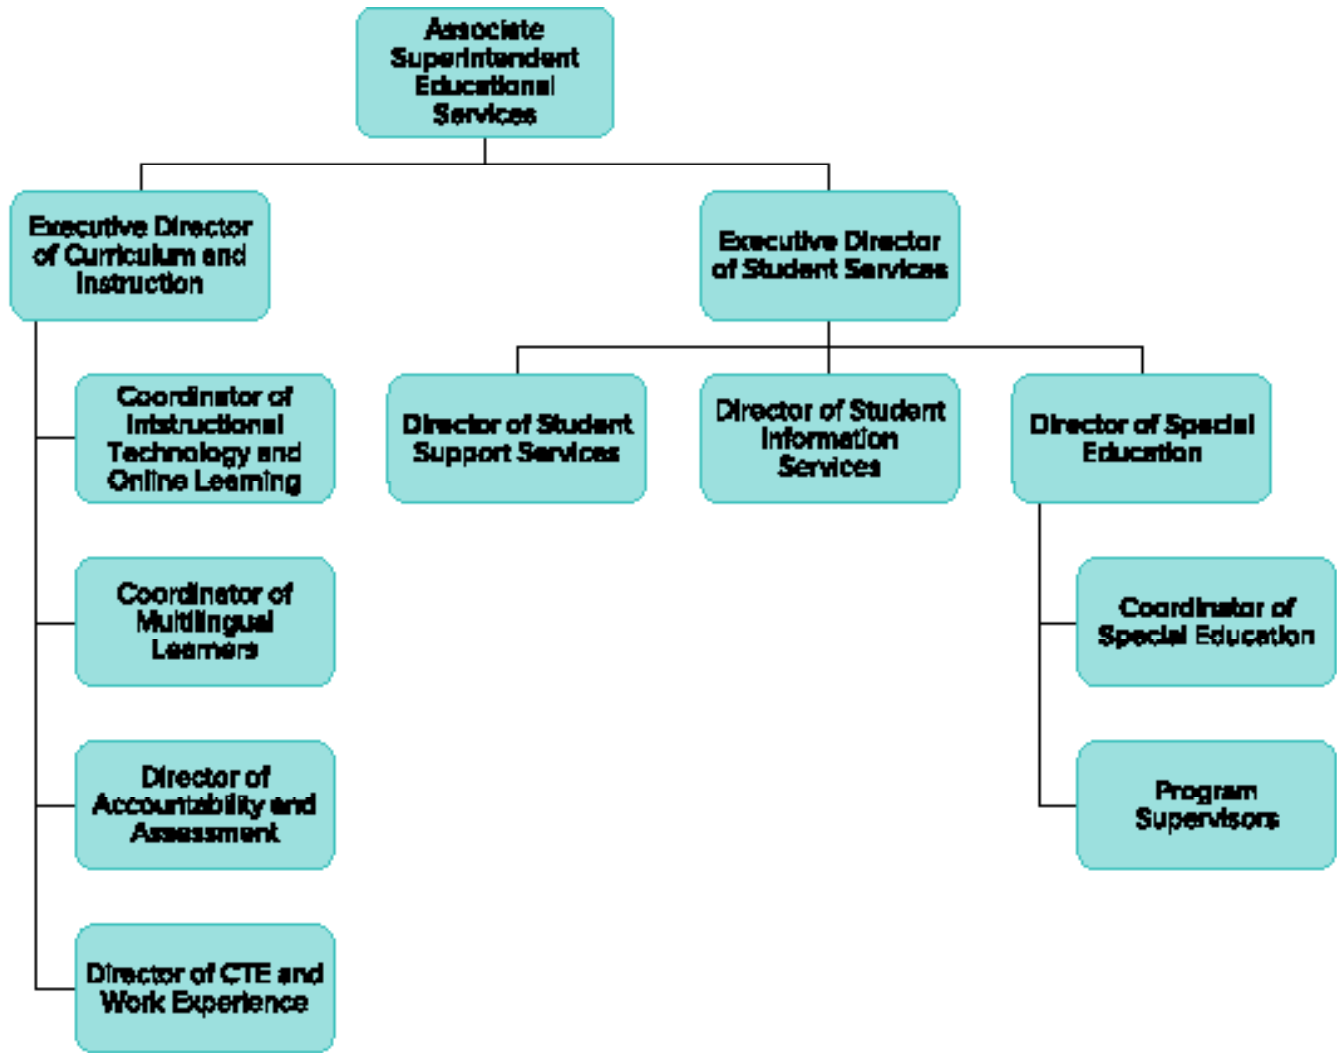 Associate
Superintendent
Educational
Services
Executive Director
of Curriculum and
Instruction
Executive Director
of Student Services
Coordinator of
Intstructional
Technology and
Online Learning
Director of Student
Support Services
Director of Student
Information
Services
Director of Special
Education
Coordinator of
Multilingual
Learners
Coordinator of
Special Education
Director of
Accountability and
Assessment
Program
Supervisors
Director of CTE and
Work Experience